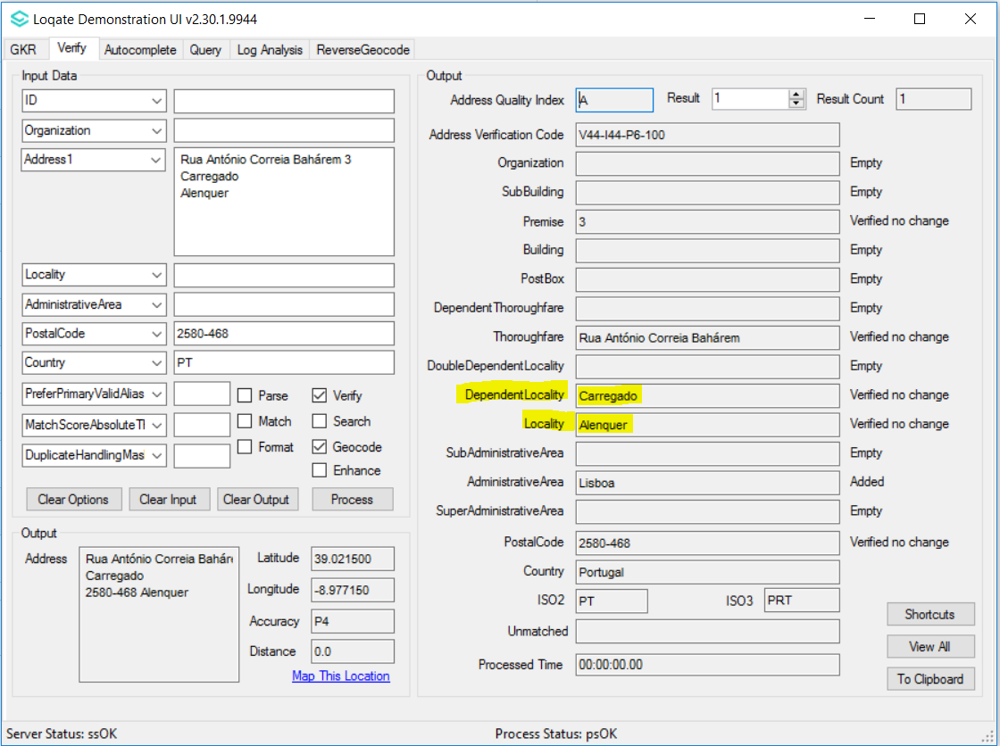 Loqate Demonstration UI v2.30.1.9944
GKR Verify Autocomplete Query Log Analysis ReverseGeocode
Input Data
ID
Organization
Address1
Rua António Correia Bahárem 3
Carregado
Alenquer
Locality
AdministrativeArea
PostalCode 2580-468
Country PT
PreferPrimaryValidAlias Parse Verify
MatchScoreAbsoluteTl Match Search
DuplicateHandlingMas Format Geocode
Enhance
Clear Options Clear Input Clear Output Process
Output
Address
Rua António Correia Baháre
Carregado
2580-468 Alenquer
Latitude 39.021500
Longitude -8.977150
Accuracy P4
Distance 0.0
Map This Location
Output
Address Quality Index A Result 1 Result Count 1
Address Verification Code V44-I44-P6-100
Organization Empty
SubBuilding Empty
Premise 3 Verified no change
Building Empty
PostBox Empty
DependentThoroughfare Empty
Thoroughfare Rua António Correia Bahárem Verified no change
DoubleDependentLocality Empty
DependentLocality Carregado Verified no change
Locality Alenquer Verified no change
SubAdministrativeArea Empty
AdministrativeArea Lisboa Added
SuperAdministrativeArea Empty
PostalCode 2580-468 Verified no change
Country Portugal
ISO2 PT ISO3 PRT
Unmatched
Processed Time 00:00:00.00
Shortcuts
View All
To Clipboard
Server Status: ssOK Process Status: psOK